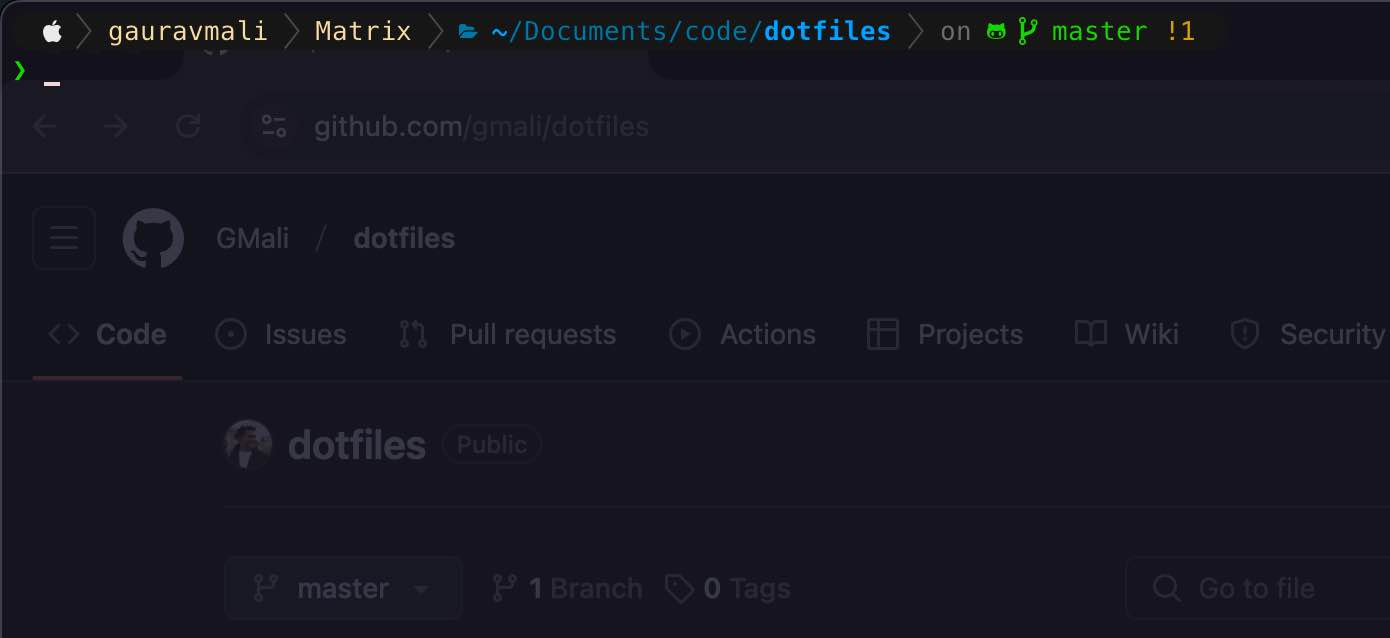 gauravmali Matrix ~/Documents/code/dotfiles on master !1
❯
github.com/gmali/dotfiles
GMali / dotfiles
Code Issues Pull requests Actions Projects Wiki Security
dotfiles Public
master 1 Branch 0 Tags Go to file